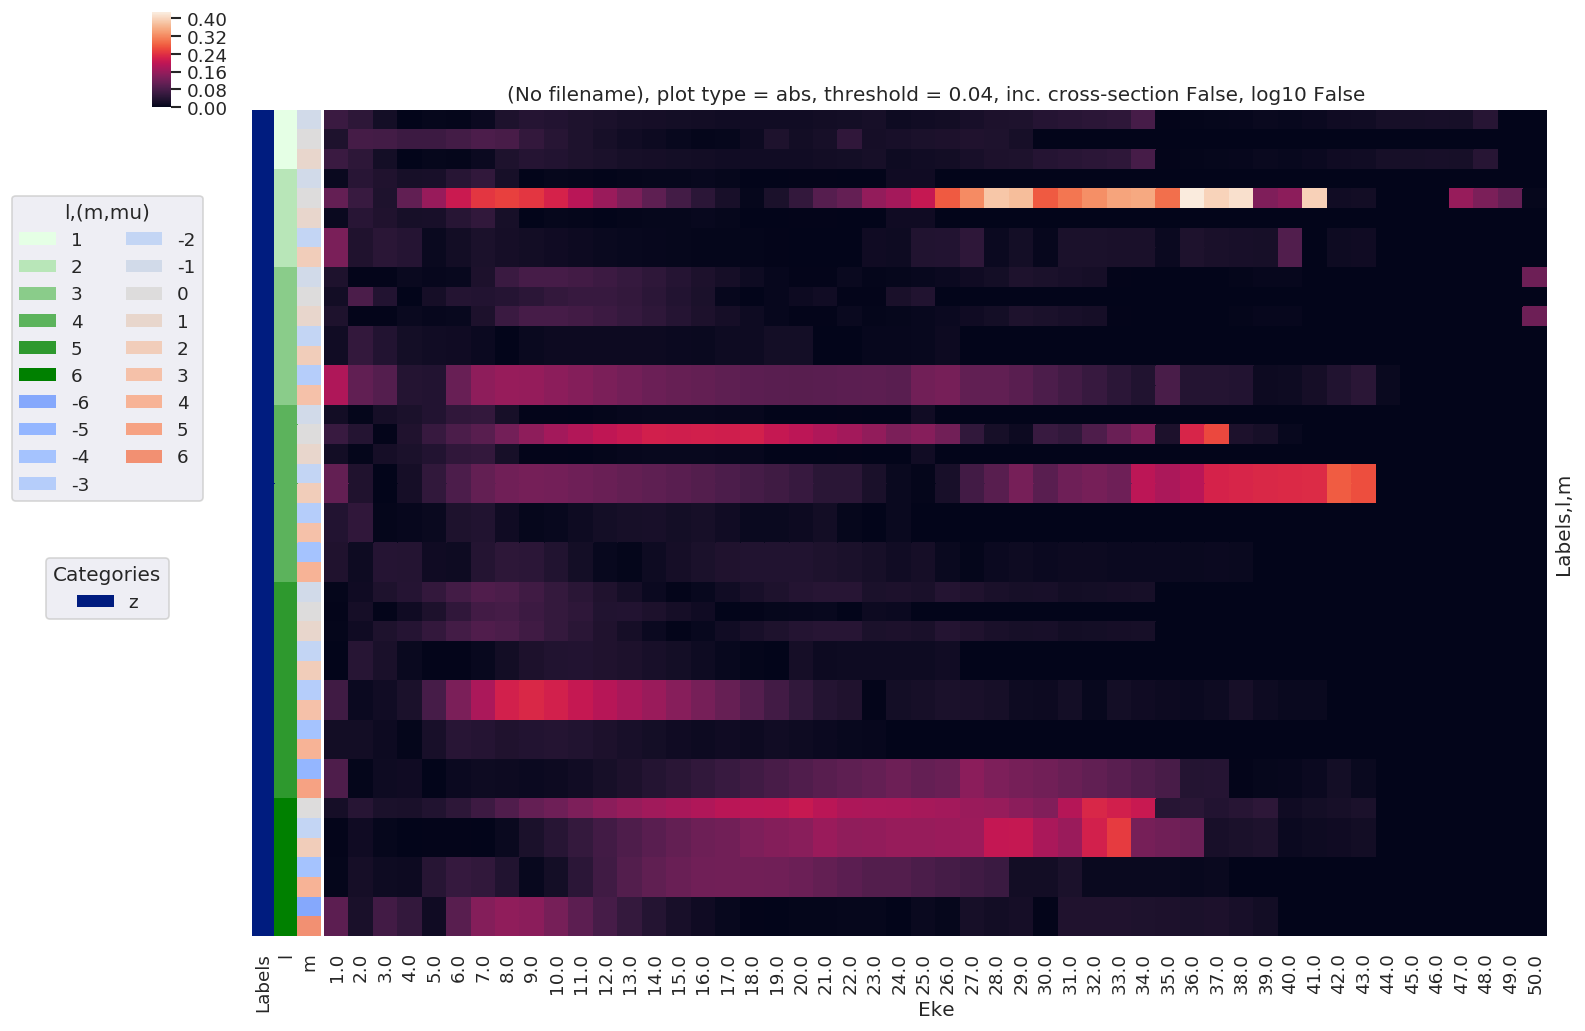 0.40
0.32
0.24
0.16
0.08
0.00
(No filename), plot type = abs, threshold = 0.04, inc. cross-section False, log10 False
l,(m,mu)
1 -2
2 -1
3 0
4 1
5 2
6 3
-6 4
-5 5
-4 6
-3
Categories
z
Labels,l,m
Labels l m 1.0 2.0 3.0 4.0 5.0 6.0 7.0 8.0 9.0 10.0 11.0 12.0 13.0 14.0 15.0 16.0 17.0 18.0 19.0 20.0 21.0 22.0 23.0 24.0 25.0 26.0 27.0 28.0 29.0 30.0 31.0 32.0 33.0 34.0 35.0 36.0 37.0 38.0 39.0 40.0 41.0 42.0 43.0 44.0 45.0 46.0 47.0 48.0 49.0 50.0
Eke